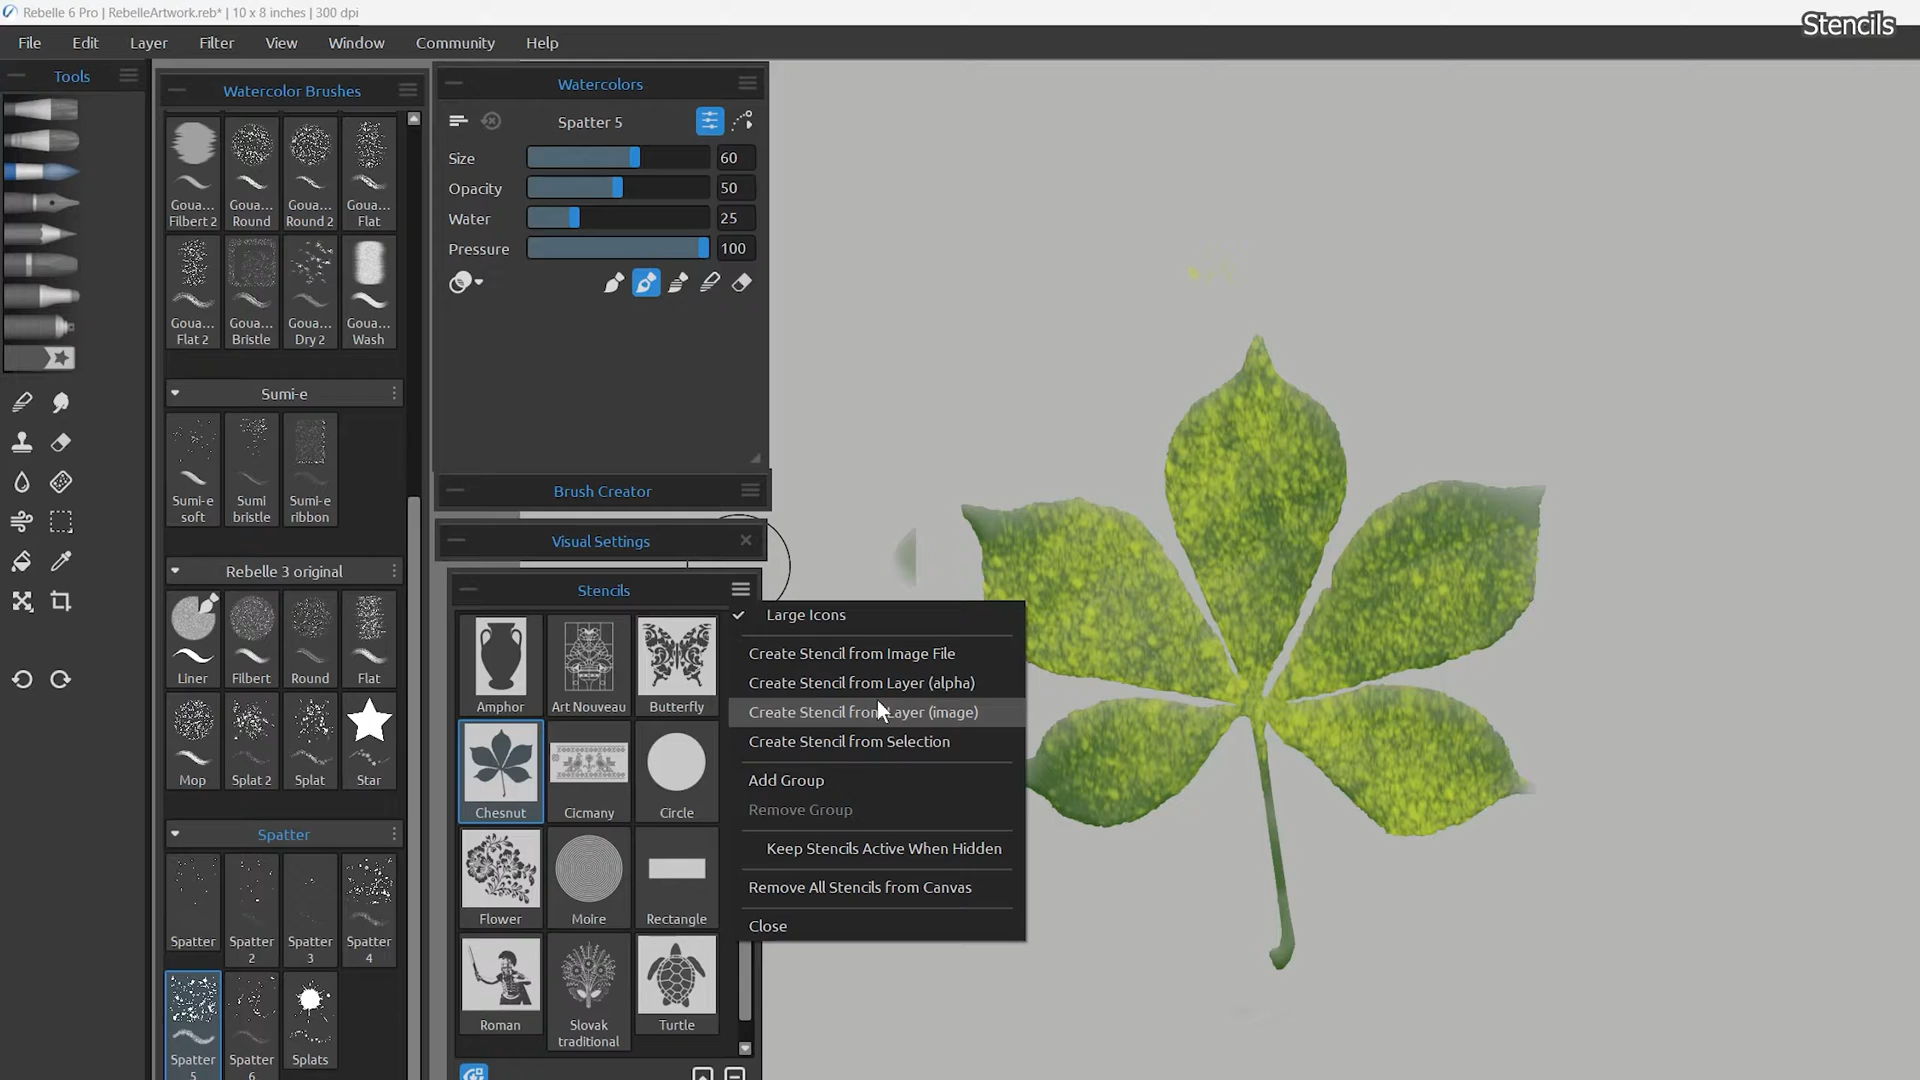 Rebelle 6 Pro | RebelleArtwork.reb* | 10 x 8 inches | 300 dpi
Stencils
File Edit Layer Filter View Window Community Help
Tools
Watercolor Brushes
Goua... Filbert 2
Goua... Round
Goua... Round 2
Goua... Flat
Goua... Flat 2
Goua... Bristle
Goua... Dry 2
Goua... Wash
Sumi-e
Sumi-e soft
Sumi bristle
Sumi-e ribbon
Rebelle 3 original
Liner
Filbert
Round
Flat
Mop
Splat 2
Splat
Star
Spatter
Spatter
Spatter 2
Spatter 3
Spatter 4
Spatter 5
Spatter 6
Splats
Watercolors
Spatter 5
Size 60
Opacity 50
Water 25
Pressure 100
Brush Creator
Visual Settings
Stencils
Amphor
Art Nouveau
Butterfly
Chesnut
Cicmany
Circle
Flower
Moire
Rectangle
Roman
Slovak traditional
Turtle
Large Icons
Create Stencil from Image File
Create Stencil from Layer (alpha)
Create Stencil from Layer (image)
Create Stencil from Selection
Add Group
Remove Group
Keep Stencils Active When Hidden
Remove All Stencils from Canvas
Close